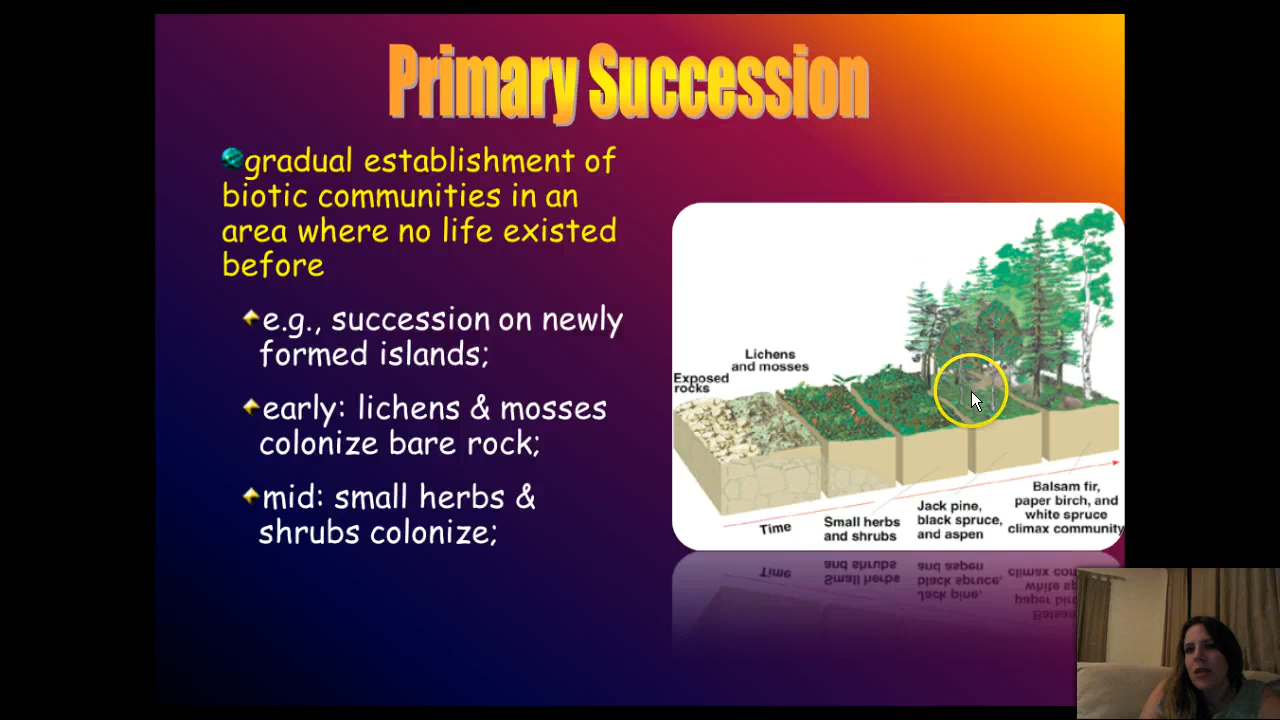 Primary Succession
gradual establishment of
biotic communities in an
area where no life existed
before
e.g., succession on newly
formed islands;
early: lichens & mosses
colonize bare rock;
mid: small herbs &
shrubs colonize;
Exposed
rocks
Lichens
and mosses
Time
Small herbs
and shrubs
Jack pine,
black spruce,
and aspen
Balsam fir,
paper birch, and
white spruce
climax community